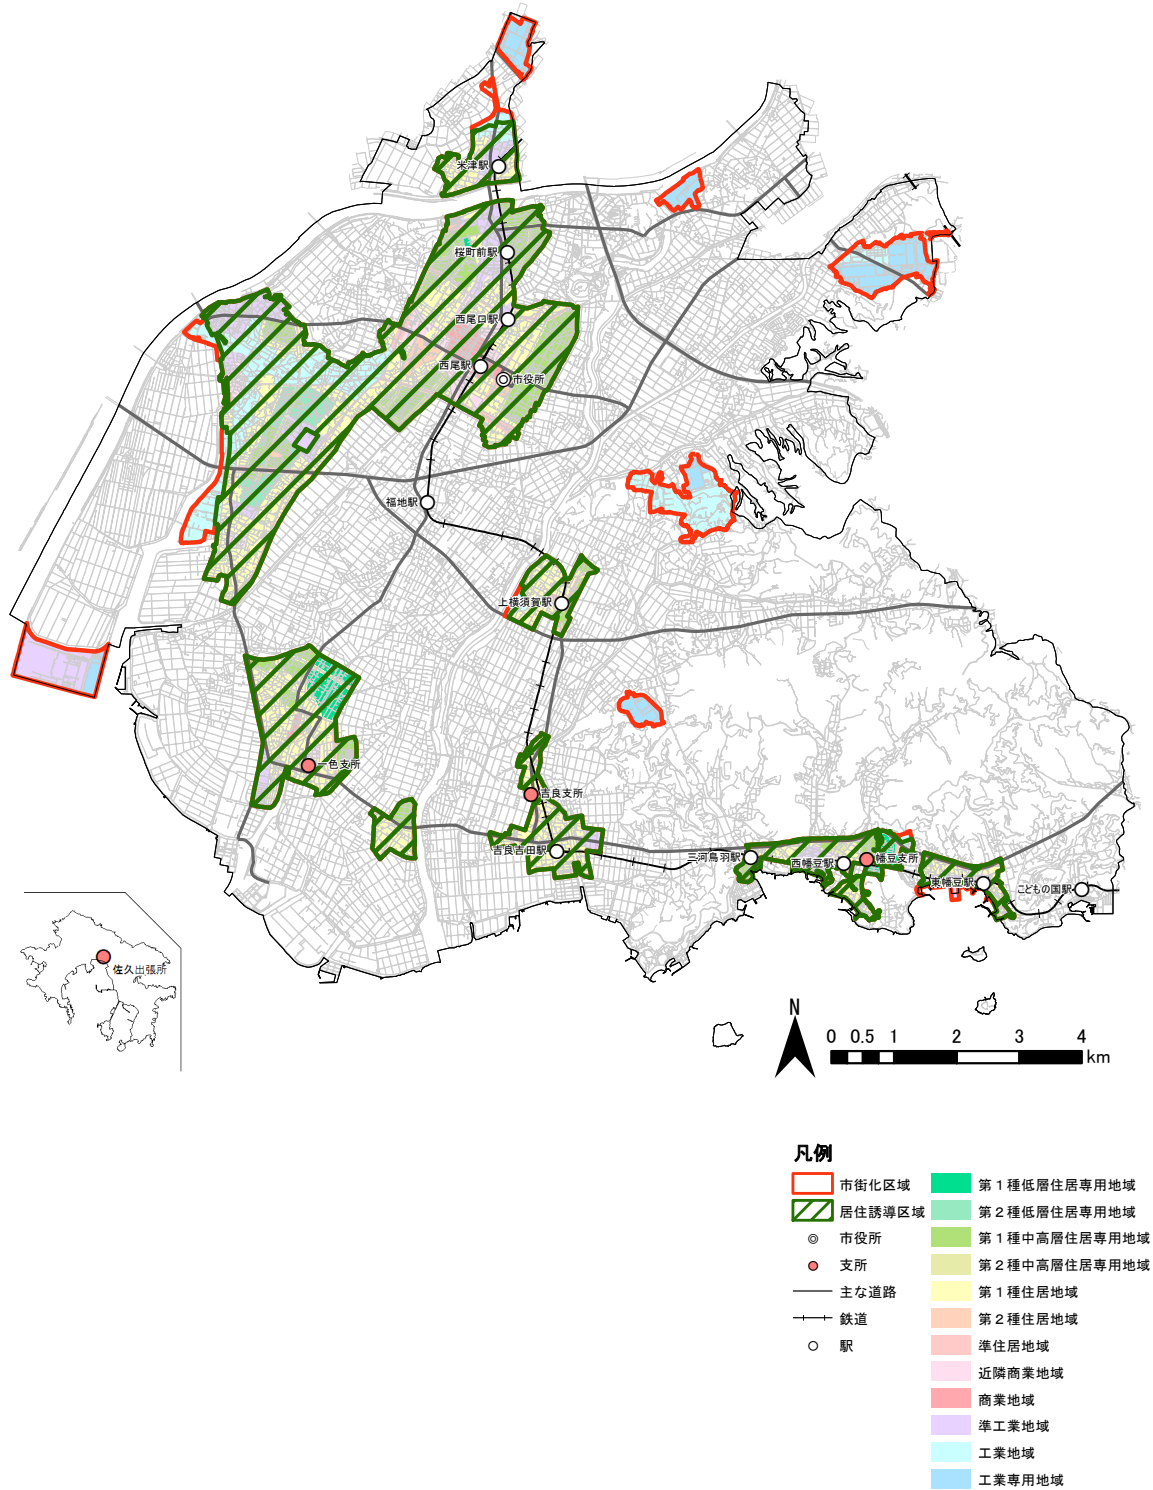 米津駅
桜町前駅
西尾口駅
西尾駅
市役所
福地駅
上横須賀駅
一色支所
吉良支所
吉良吉田駅
三河鳥羽駅
西幡豆駅
幡豆支所
東幡豆駅
こどもの国駅
佐久出張所
N
0 0.5 1 2 3 4
km
凡例
市街化区域
居住誘導区域
市役所
支所
主な道路
鉄道
駅
第1種低層住居専用地域
第2種低層住居専用地域
第1種中高層住居専用地域
第2種中高層住居専用地域
第1種住居地域
第2種住居地域
準住居地域
近隣商業地域
商業地域
準工業地域
工業地域
工業専用地域